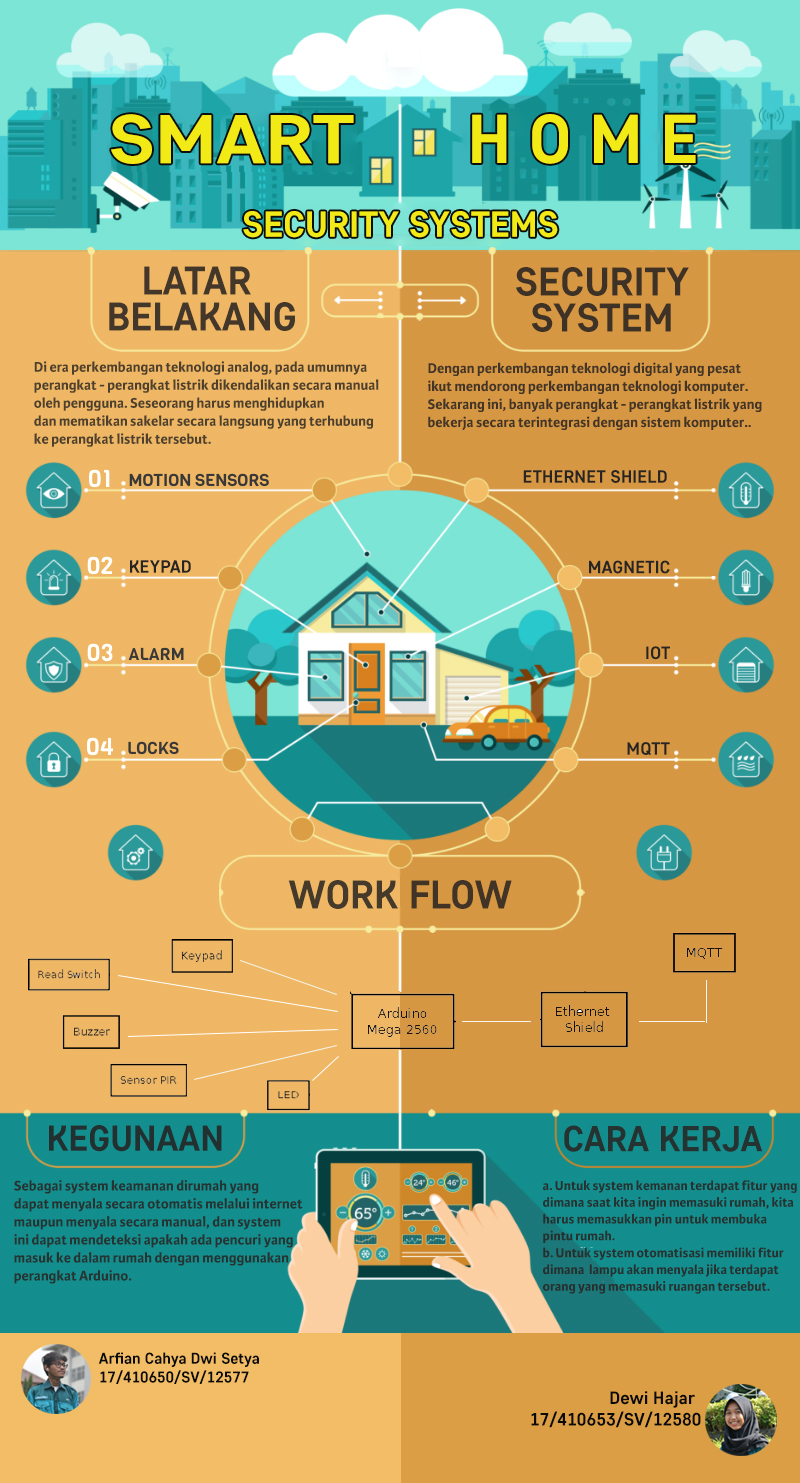 SMART HOME
SECURITY SYSTEMS
LATAR
BELAKANG
Di era perkembangan teknologi analog, pada umumnya
perangkat - perangkat listrik dikendalikan secara manual
oleh pengguna. Seseorang harus menghidupkan
dan mematikan sakelar secara langsung yang terhubung
ke perangkat listrik tersebut.
SECURITY
SYSTEM
Dengan perkembangan teknologi digital yang pesat
ikut mendorong perkembangan teknologi komputer.
Sekarang ini, banyak perangkat - perangkat listrik yang
bekerja secara terintegrasi dengan sistem komputer..
01 MOTION SENSORS
02 KEYPAD
03 ALARM
04 LOCKS
ETHERNET SHIELD
MAGNETIC
IOT
MQTT
WORK FLOW
Keypad
Read Switch
Buzzer
Sensor PIR
LED
Arduino
Mega 2560
Ethernet
Shield
MQTT
KEGUNAAN
Sebagai system keamanan dirumah yang
dapat menyala secara otomatis melalui internet
maupun menyala secara manual, dan system
ini dapat mendeteksi apakah ada pencuri yang
masuk ke dalam rumah dengan menggunakan
perangkat Arduino.
65°
24°
46°
CARA KERJA
a. Untuk system kemanan terdapat fitur yang
dimana saat kita ingin memasuki rumah, kita
harus memasukkan pin untuk membuka
pintu rumah.
b. Untuk system otomatisasi memiliki fitur
dimana lampu akan menyala jika terdapat
orang yang memasuki ruangan tersebut.
Arfian Cahya Dwi Setya
17/410650/SV/12577
Dewi Hajar
17/410653/SV/12580